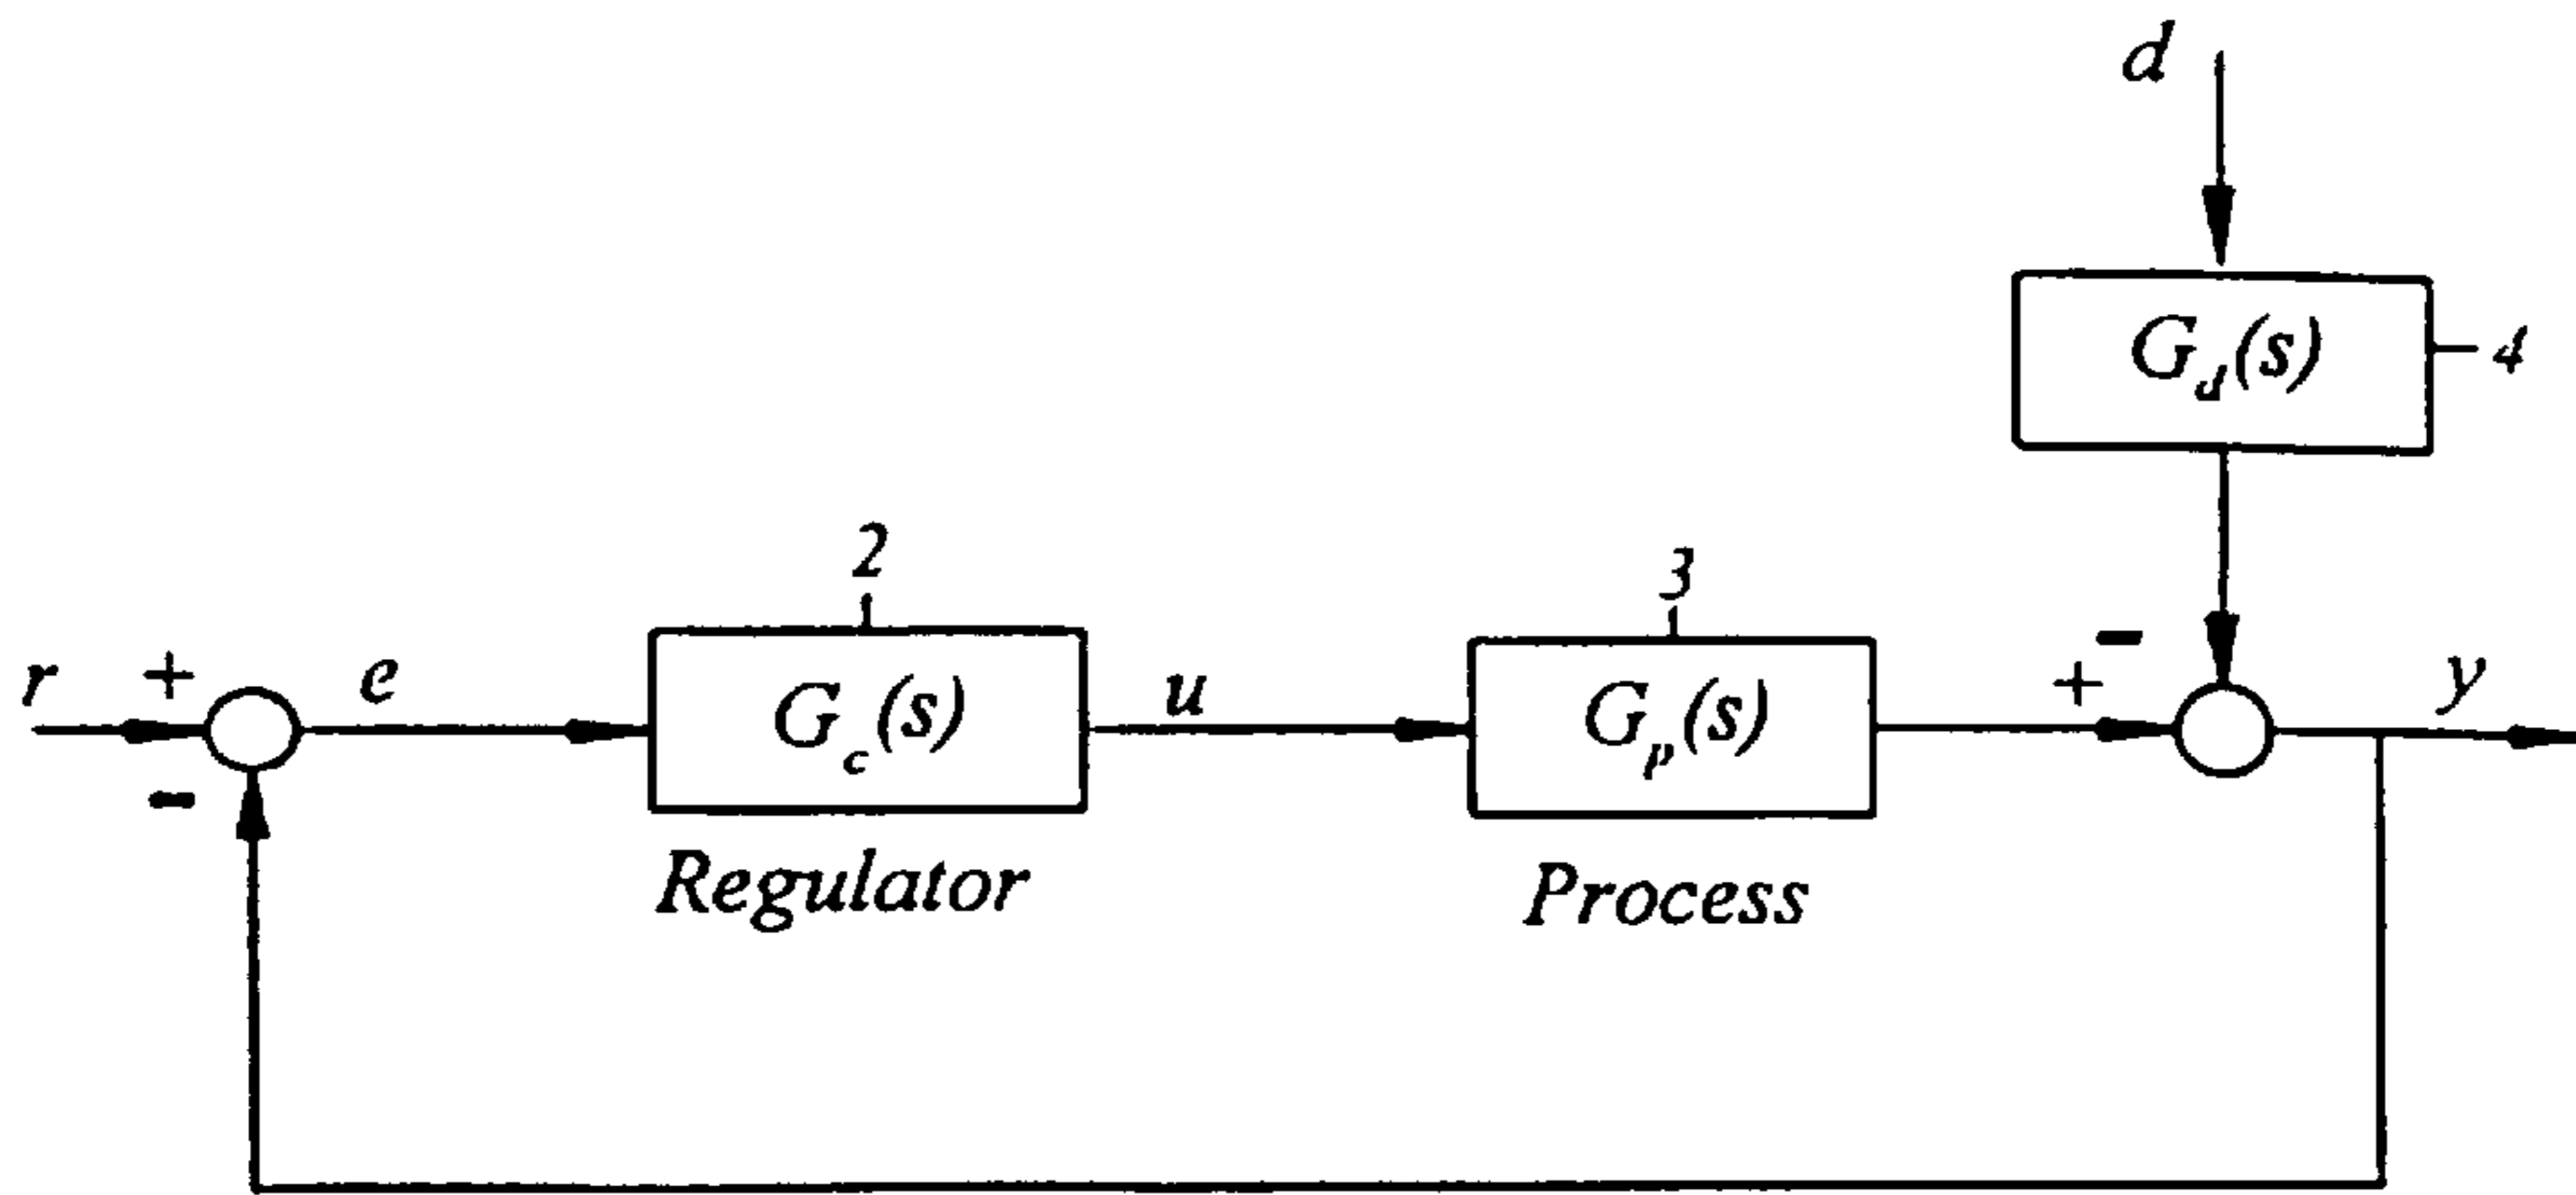 d
G_d(s)
4
2
3
r
+
e
G_c(s)
u
G_p(s)
+
-
y
-
Regulator
Process